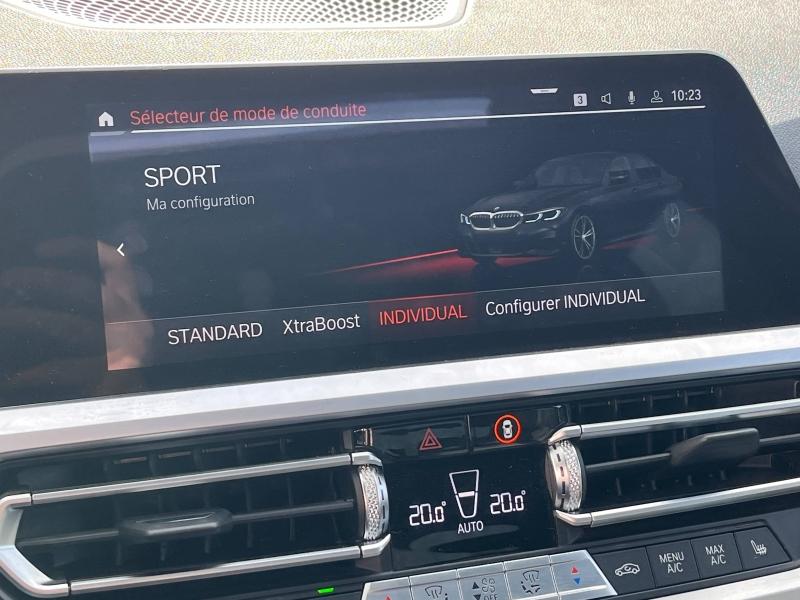 Sélecteur de mode de conduite
3
10:23
SPORT
Ma configuration
STANDARD XtraBoost INDIVIDUAL Configurer INDIVIDUAL
20.0° 20.0°
AUTO
MENU
A/C
MAX
A/C
OFF